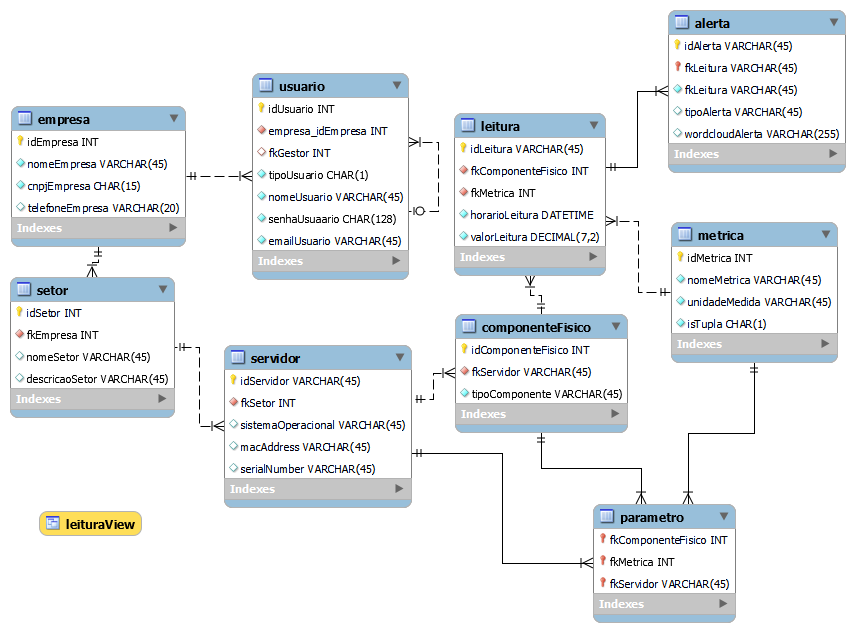 empresa
idEmpresa INT
nomeEmpresa VARCHAR(45)
cnpjEmpresa CHAR(15)
telefoneEmpresa VARCHAR(20)
Indexes
usuario
idUsuario INT
empresa_idEmpresa INT
fkGestor INT
tipoUsuario CHAR(1)
nomeUsuario VARCHAR(45)
senhaUsuaario CHAR(128)
emailUsuario VARCHAR(45)
Indexes
leitura
idLeitura VARCHAR(45)
fkComponenteFisico INT
fkMetrica INT
horarioLeitura DATETIME
valorLeitura DECIMAL(7,2)
Indexes
alerta
idAlerta VARCHAR(45)
fkLeitura VARCHAR(45)
fkLeitura VARCHAR(45)
tipoAlerta VARCHAR(45)
wordcloudAlerta VARCHAR(255)
Indexes
metrica
idMetrica INT
nomeMetrica VARCHAR(45)
unidadeMedida VARCHAR(45)
isTupla CHAR(1)
Indexes
setor
idSetor INT
fkEmpresa INT
nomeSetor VARCHAR(45)
descricaoSetor VARCHAR(45)
Indexes
servidor
idServidor VARCHAR(45)
fkSetor INT
sistemaOperacional VARCHAR(45)
macAddress VARCHAR(45)
serialNumber VARCHAR(45)
Indexes
componenteFisico
idComponenteFisico INT
fkServidor VARCHAR(45)
tipoComponente VARCHAR(45)
Indexes
parametro
fkComponenteFisico INT
fkMetrica INT
fkServidor VARCHAR(45)
Indexes
leituraView